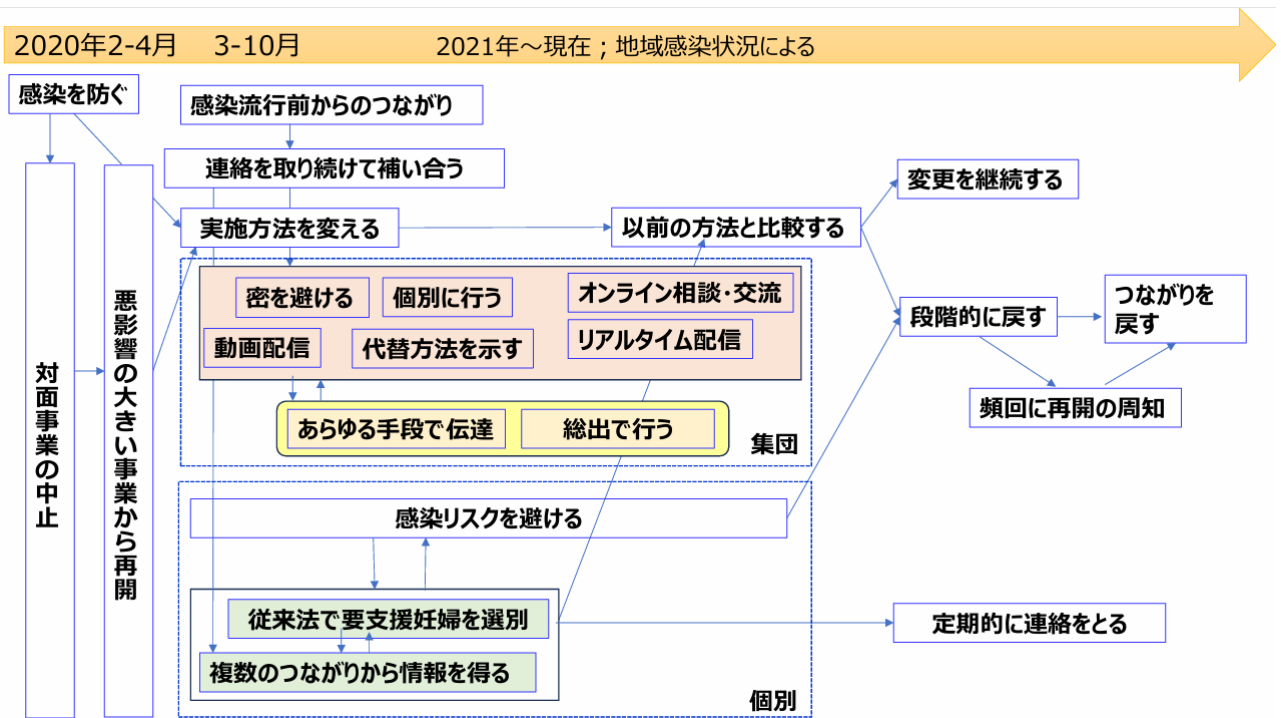 2020年2-4月 3-10月 2021年～現在；地域感染状況による
感染を防ぐ
感染流行前からのつながり
連絡を取り続けて補い合う
実施方法を変える
以前の方法と比較する
変更を継続する
対面事業の中止
悪影響の大きい事業から再開
密を避ける
個別に行う
オンライン相談・交流
動画配信
代替方法を示す
リアルタイム配信
あらゆる手段で伝達
総出で行う
集団
段階的に戻す
つながりを
戻す
頻回に再開の周知
感染リスクを避ける
従来法で要支援妊婦を選別
複数のつながりから情報を得る
個別
定期的に連絡をとる